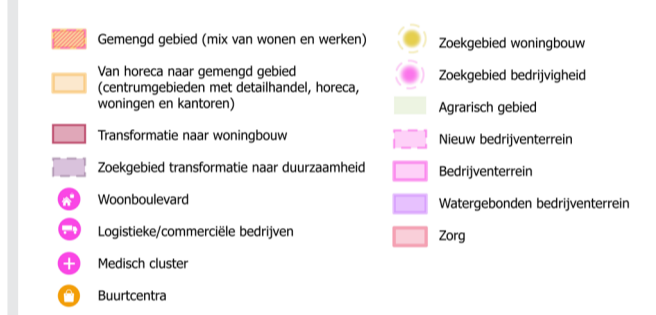 Gemengd gebied (mix van wonen en werken)
Van horeca naar gemengd gebied
(centrumgebieden met detailhandel, horeca,
woningen en kantoren)
Transformatie naar woningbouw
Zoekgebied transformatie naar duurzaamheid
Woonboulevard
Logistieke/commerciële bedrijven
Medisch cluster
Buurtcentra
Zoekgebied woningbouw
Zoekgebied bedrijvigheid
Agrarisch gebied
Nieuw bedrijventerrein
Bedrijventerrein
Watergebonden bedrijventerrein
Zorg